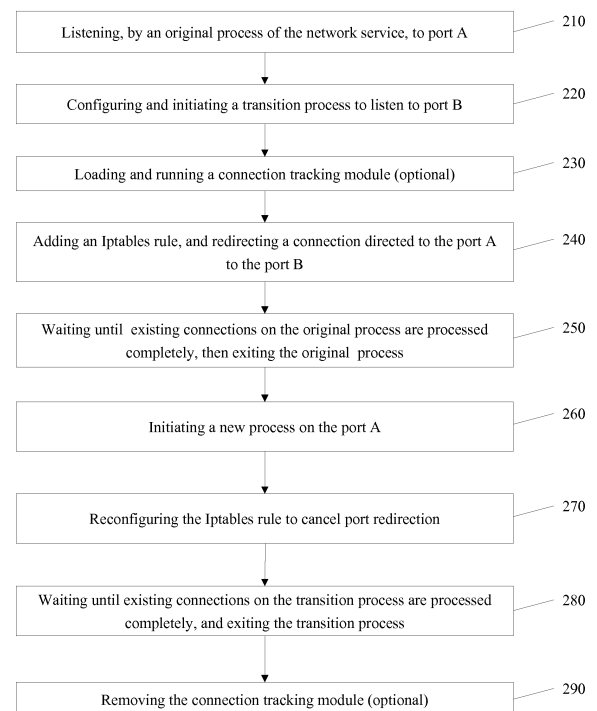 Listening, by an original process of the network service, to port A
210
Configuring and initiating a transition process to listen to port B
220
Loading and running a connection tracking module (optional)
230
Adding an Iptables rule, and redirecting a connection directed to the port A
to the port B
240
Waiting until existing connections on the original process are processed
completely, then exiting the original process
250
Initiating a new process on the port A
260
Reconfiguring the Iptables rule to cancel port redirection
270
Waiting until existing connections on the transition process are processed
completely, and exiting the transition process
280
Removing the connection tracking module (optional)
290